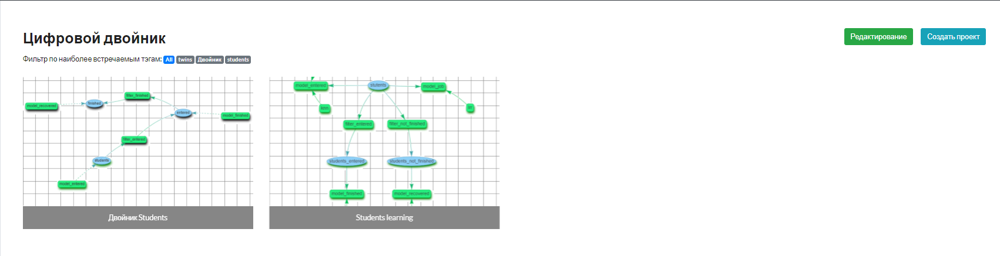 Цифровой двойник
Редактирование
Создать проект
Фильтр по наиболее встречаемым тэгам: All twins Двойник students
filter_finished
model_recovered
finished
entered
model_finished
filter_entered
students
model_entered
Двойник Students
model_entered
stutents
model_job
knn
filter_entered
filter_not_finished
students_entered
students_not_finished
model_finished
model_recovered
Students learning